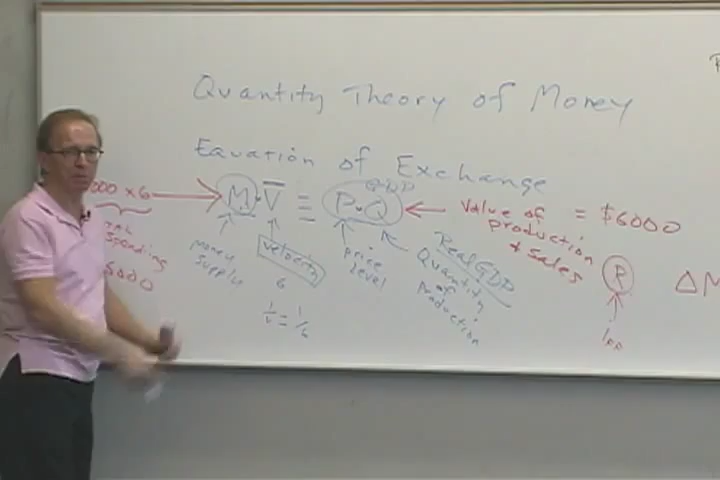 Quantity Theory of Money
Equation of Exchange
GDP
000 x 6 → M · V ≡ P · Q ← Value of production + Sales = $6000
Spending
money supply
velocity
6
1/V = 1/6
price level
Real GDP
Quantity of Production
R
ΔM